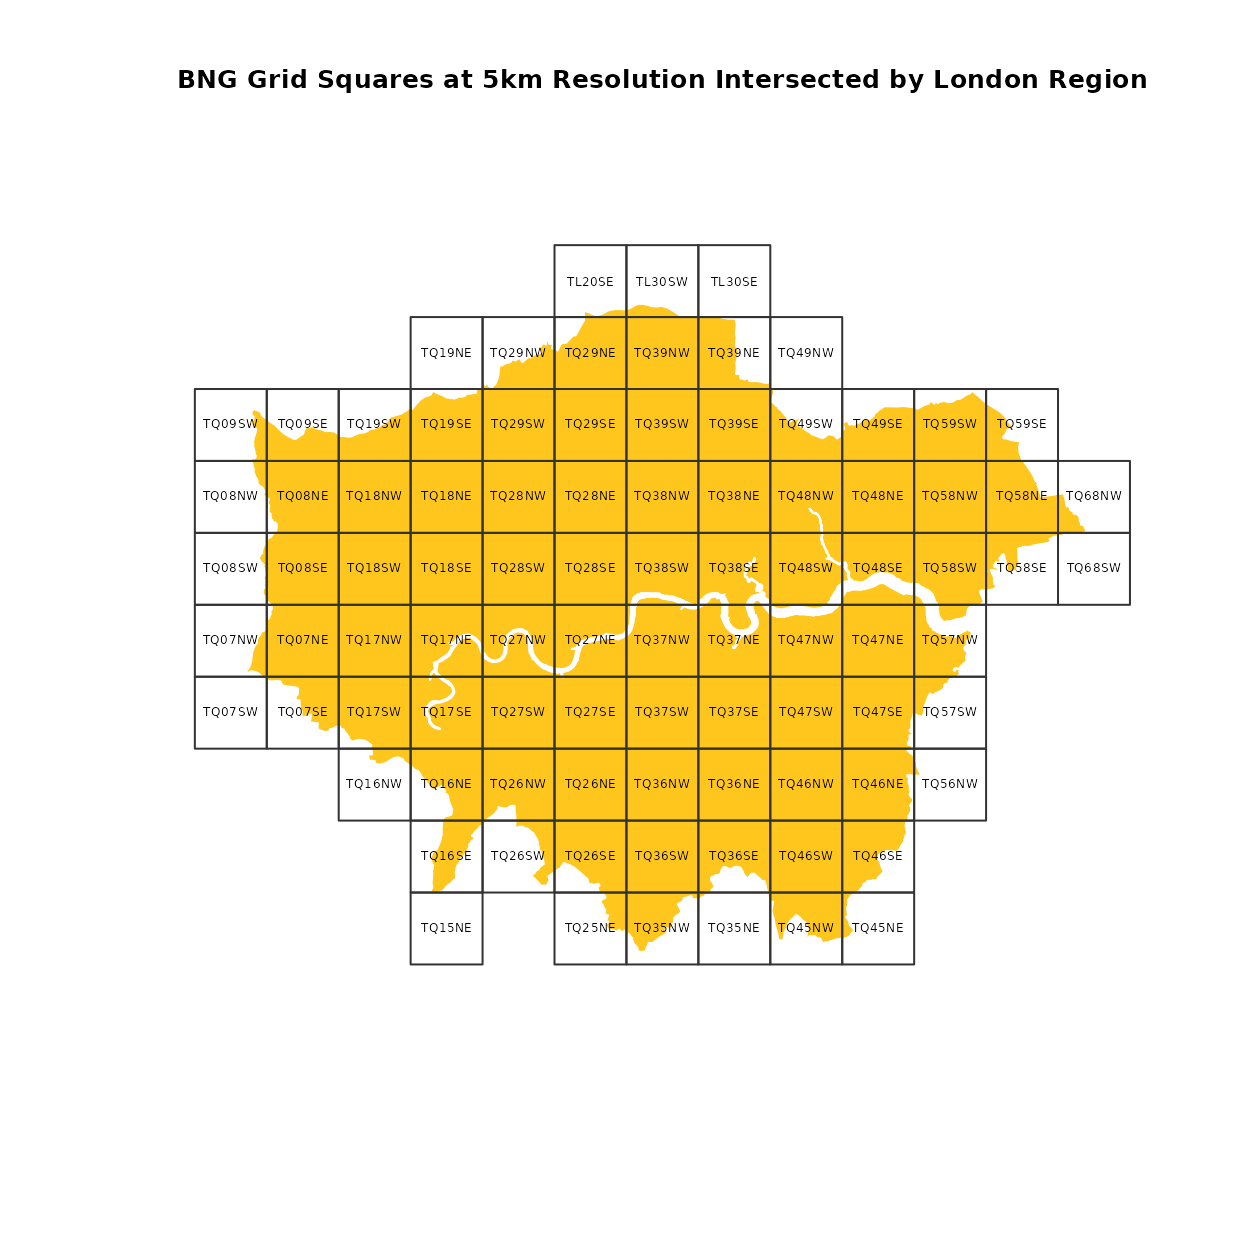 BNG Grid Squares at 5km Resolution Intersected by London Region
TL20SE TL30SW TL30SE
TQ19NE TQ29NW TQ29NE TQ39NW TQ39NE TQ49NW
TQ09SW TQ09SE TQ19SW TQ19SE TQ29SW TQ29SE TQ39SW TQ39SE TQ49SW TQ49SE TQ59SW TQ59SE
TQ08NW TQ08NE TQ18NW TQ18NE TQ28NW TQ28NE TQ38NW TQ38NE TQ48NW TQ48NE TQ58NW TQ58NE TQ68NW
TQ08SW TQ08SE TQ18SW TQ18SE TQ28SW TQ28SE TQ38SW TQ38SE TQ48SW TQ48SE TQ58SW TQ58SE TQ68SW
TQ07NW TQ07NE TQ17NW TQ17NE TQ27NW TQ27NE TQ37NW TQ37NE TQ47NW TQ47NE TQ57NW
TQ07SW TQ07SE TQ17SW TQ17SE TQ27SW TQ27SE TQ37SW TQ37SE TQ47SW TQ47SE TQ57SW
TQ16NW TQ16NE TQ26NW TQ26NE TQ36NW TQ36NE TQ46NW TQ46NE TQ56NW
TQ16SE TQ26SW TQ26SE TQ36SW TQ36SE TQ46SW TQ46SE
TQ15NE TQ25NE TQ35NW TQ35NE TQ45NW TQ45NE